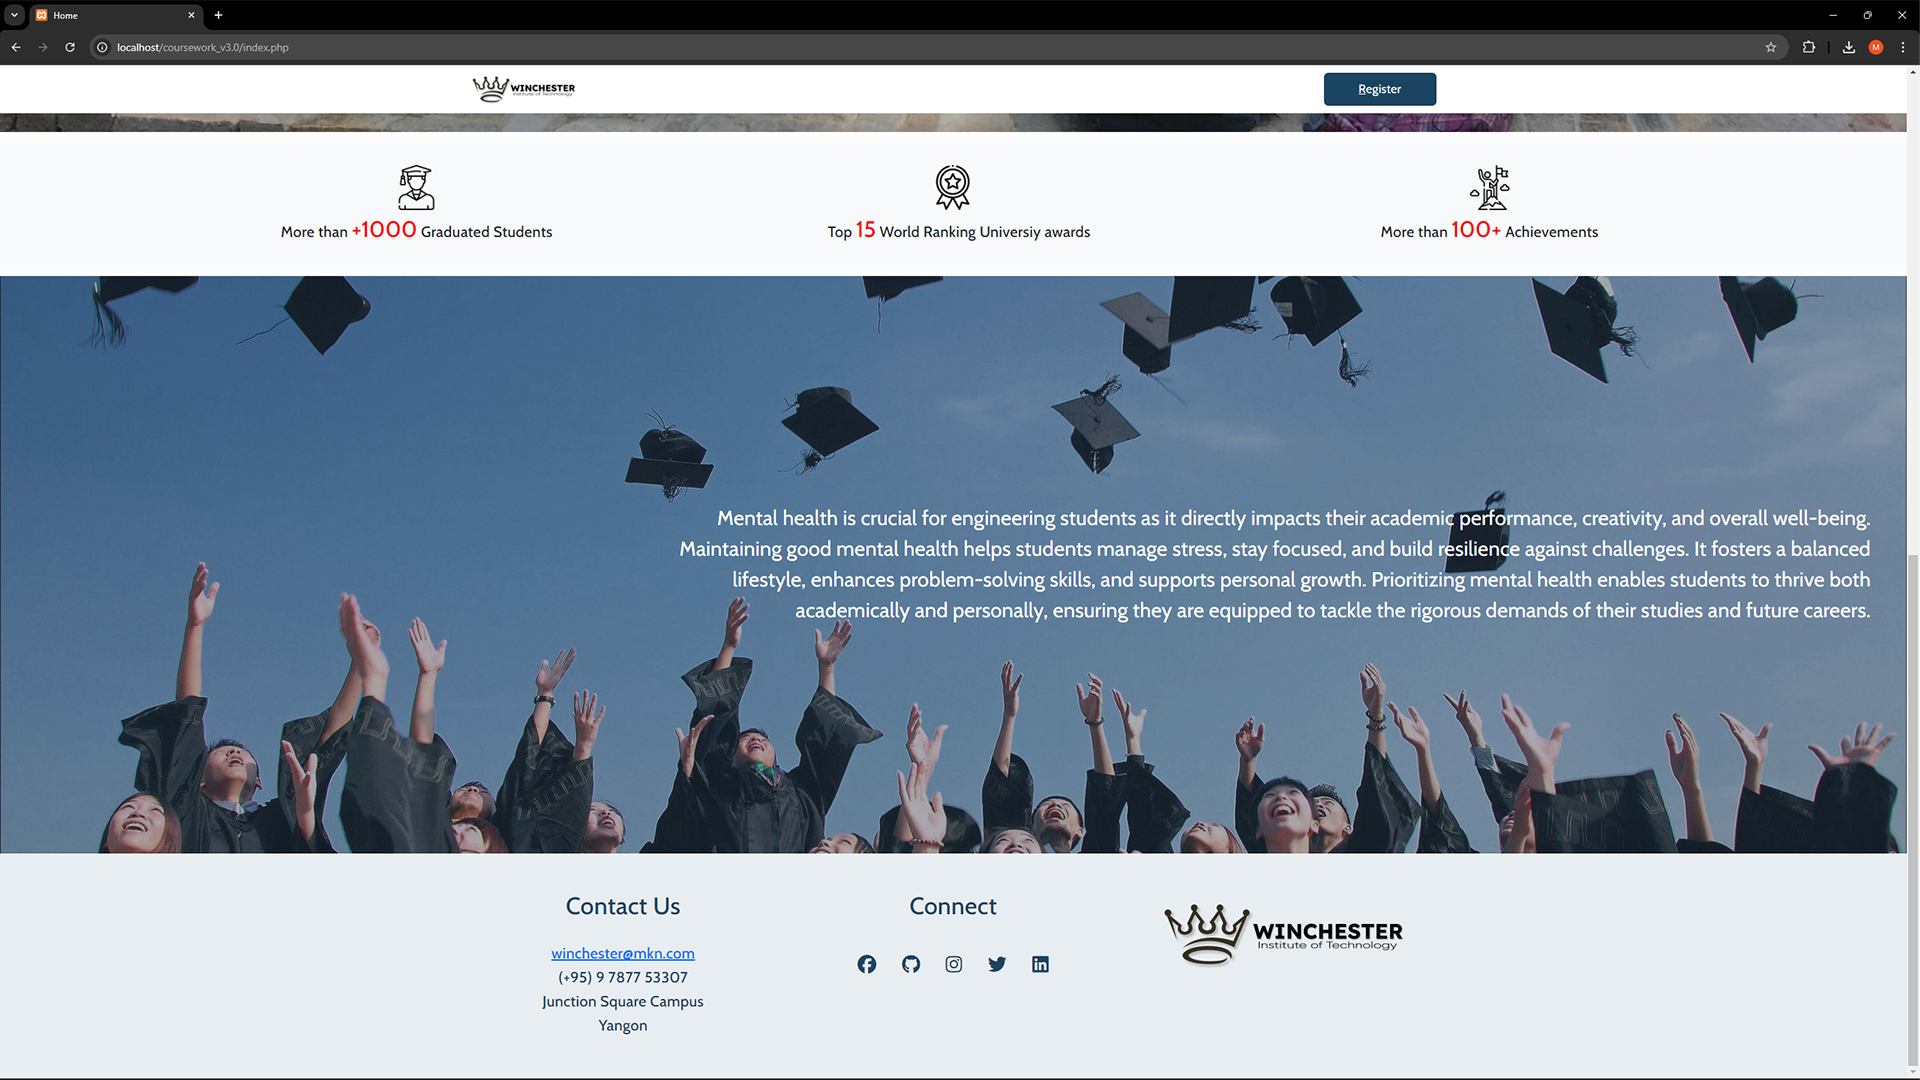 Home
localhost/coursework_v3.0/index.php
M
WINCHESTER
Institute of Technology
Register
More than +1000 Graduated Students
Top 15 World Ranking Universiy awards
More than 100+ Achievements
Mental health is crucial for engineering students as it directly impacts their academic performance, creativity, and overall well-being.
Maintaining good mental health helps students manage stress, stay focused, and build resilience against challenges. It fosters a balanced
lifestyle, enhances problem-solving skills, and supports personal growth. Prioritizing mental health enables students to thrive both
academically and personally, ensuring they are equipped to tackle the rigorous demands of their studies and future careers.
Contact Us
winchester@mkn.com
(+95) 9 7877 53307
Junction Square Campus
Yangon
Connect
WINCHESTER
Institute of Technology